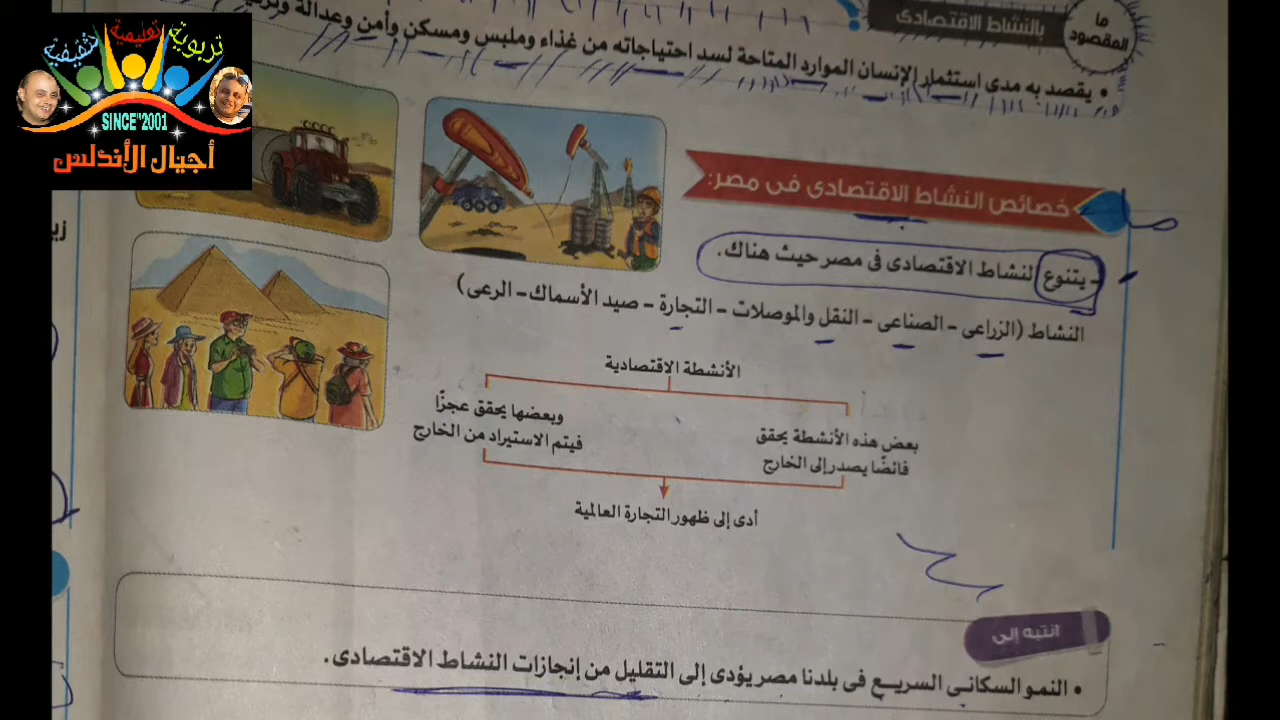 تربوية
تعليمية
تثقيفية
SINCE"2001
أجيال الأندلس
ما
المقصود
بالنشاط الاقتصادى
؟
• يقصد به مدى استثمار الإنسان الموارد المتاحة لسد احتياجاته من غذاء وملبس ومسكن وأمن وعدالة
خصائص النشاط الاقتصادى فى مصر:
- يتنوع النشاط الاقتصادى فى مصر حيث هناك.
النشاط (الزراعى - الصناعى - النقل والموصلات - التجارة - صيد الأسماك - الرعى)
الأنشطة الاقتصادية
بعض هذه الأنشطة يحقق
فائضًا يصدر إلى الخارج
وبعضها يحقق عجزًا
فيتم الاستيراد من الخارج
أدى إلى ظهور التجارة العالمية
انتبه إلى
• النمو السكانى السريع فى بلدنا مصر يؤدى إلى التقليل من إنجازات النشاط الاقتصادى.